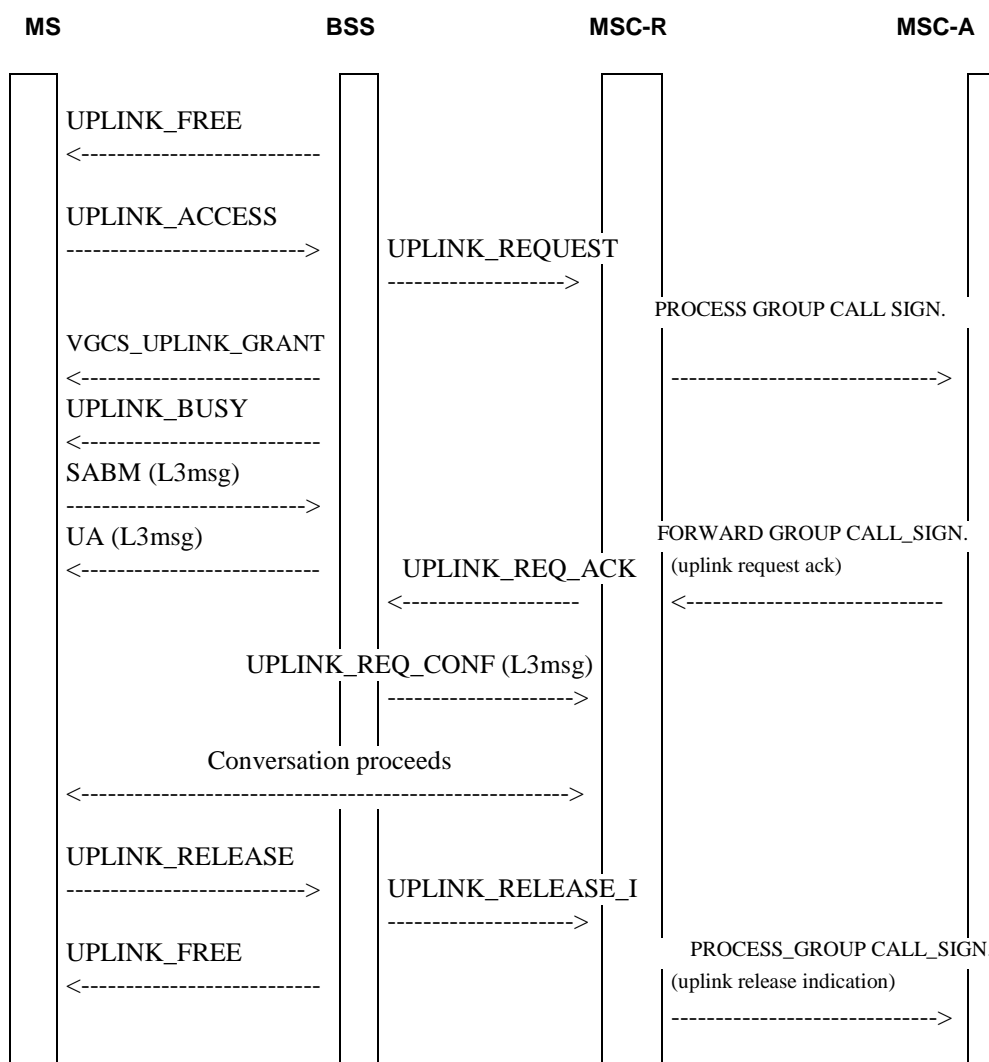 MS BSS MSC-R MSC-A
UPLINK_FREE
<---------------------------
UPLINK_ACCESS
---------------------------> UPLINK_REQUEST
-------------------->
PROCESS GROUP CALL SIGN.
VGCS_UPLINK_GRANT
<--------------------------- ------------------------------>
UPLINK_BUSY
<---------------------------
SABM (L3msg)
--------------------------->
UA (L3msg) FORWARD GROUP CALL_SIGN.
<--------------------------- UPLINK_REQ_ACK (uplink request ack)
<-------------------- <-----------------------------
UPLINK_REQ_CONF (L3msg)
----------------------->
Conversation proceeds
<------------------------------------------------------->
UPLINK_RELEASE
---------------------------> UPLINK_RELEASE_I
--------------------->
UPLINK_FREE PROCESS_GROUP CALL_SIGN
<--------------------------- (uplink release indication)
------------------------------>